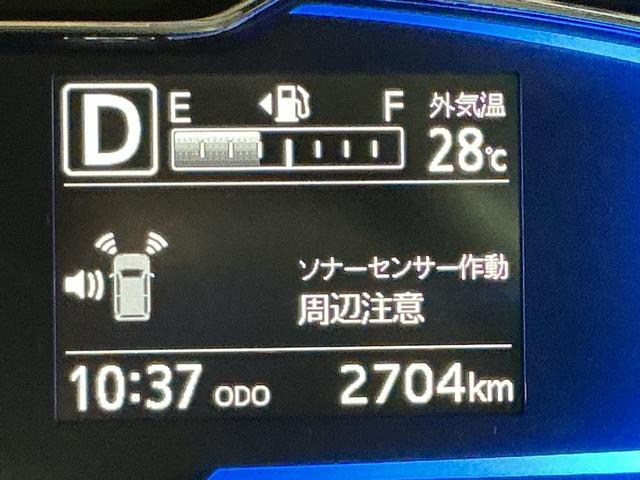 D
E F 外気温
28℃
ソナーセンサー作動
周辺注意
10:37 ODO 2704km